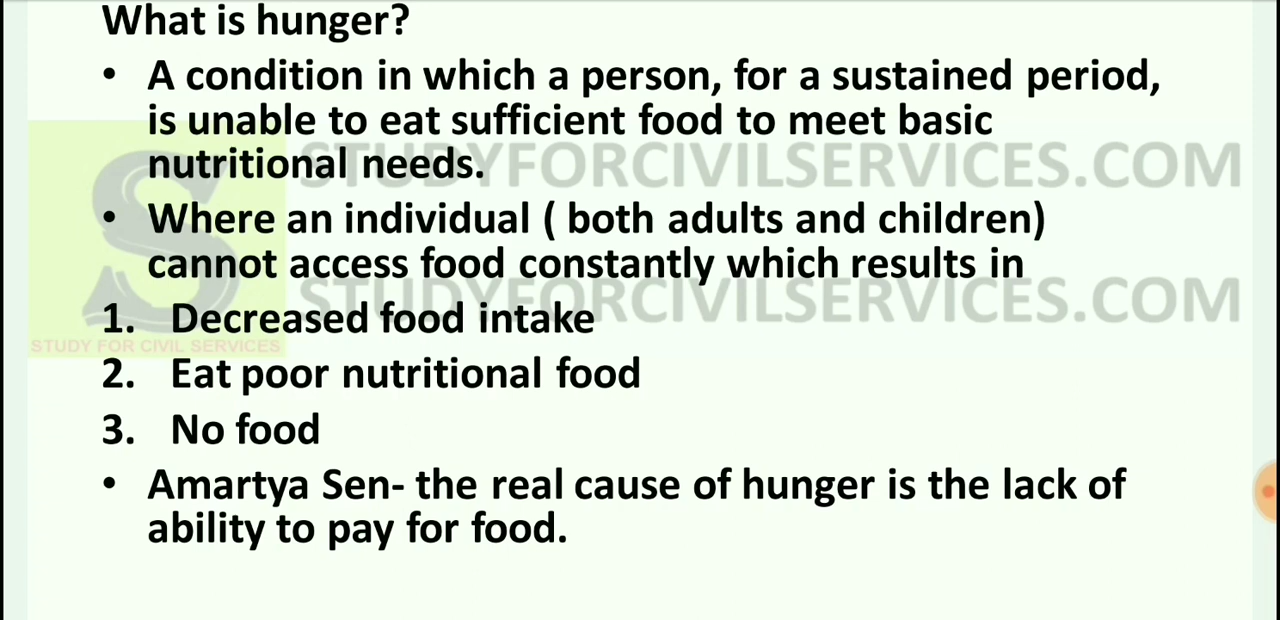 What is hunger?
• A condition in which a person, for a sustained period,
is unable to eat sufficient food to meet basic
nutritional needs.
STUDYFORCIVILSERVICES.COM
• Where an individual ( both adults and children)
cannot access food constantly which results in
STUDYFORCIVILSERVICES.COM
1. Decreased food intake
STUDY FOR CIVIL SERVICES
2. Eat poor nutritional food
3. No food
• Amartya Sen- the real cause of hunger is the lack of
ability to pay for food.